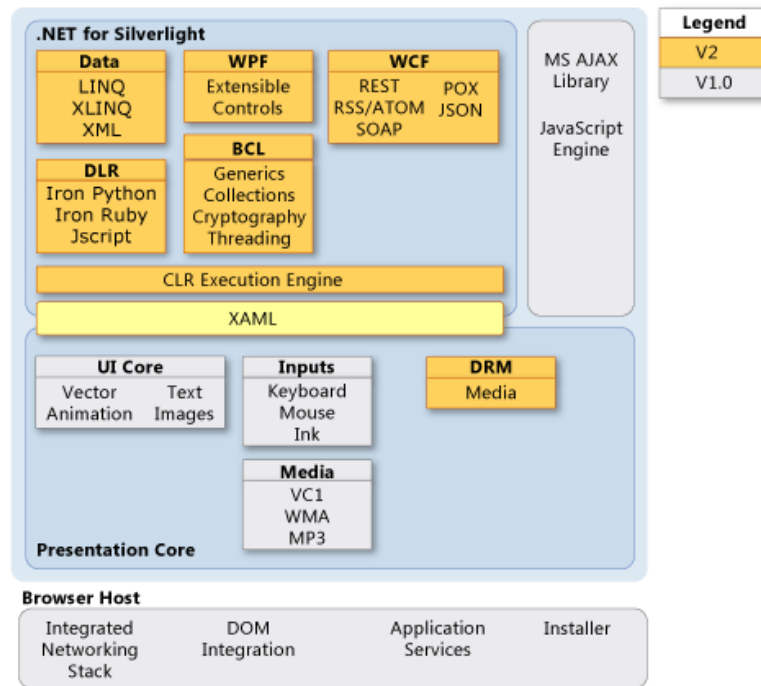 .NET for Silverlight
Data
LINQ
XLINQ
XML
WPF
Extensible
Controls
WCF
REST
RSS/ATOM
SOAP
POX
JSON
DLR
Iron Python
Iron Ruby
Jscript
BCL
Generics
Collections
Cryptography
Threading
CLR Execution Engine
MS AJAX
Library
JavaScript
Engine
Legend
V2
V1.0
XAML
UI Core
Vector
Animation
Text
Images
Inputs
Keyboard
Mouse
Ink
DRM
Media
Media
VC1
WMA
MP3
Presentation Core
Browser Host
Integrated
Networking
Stack
DOM
Integration
Application
Services
Installer